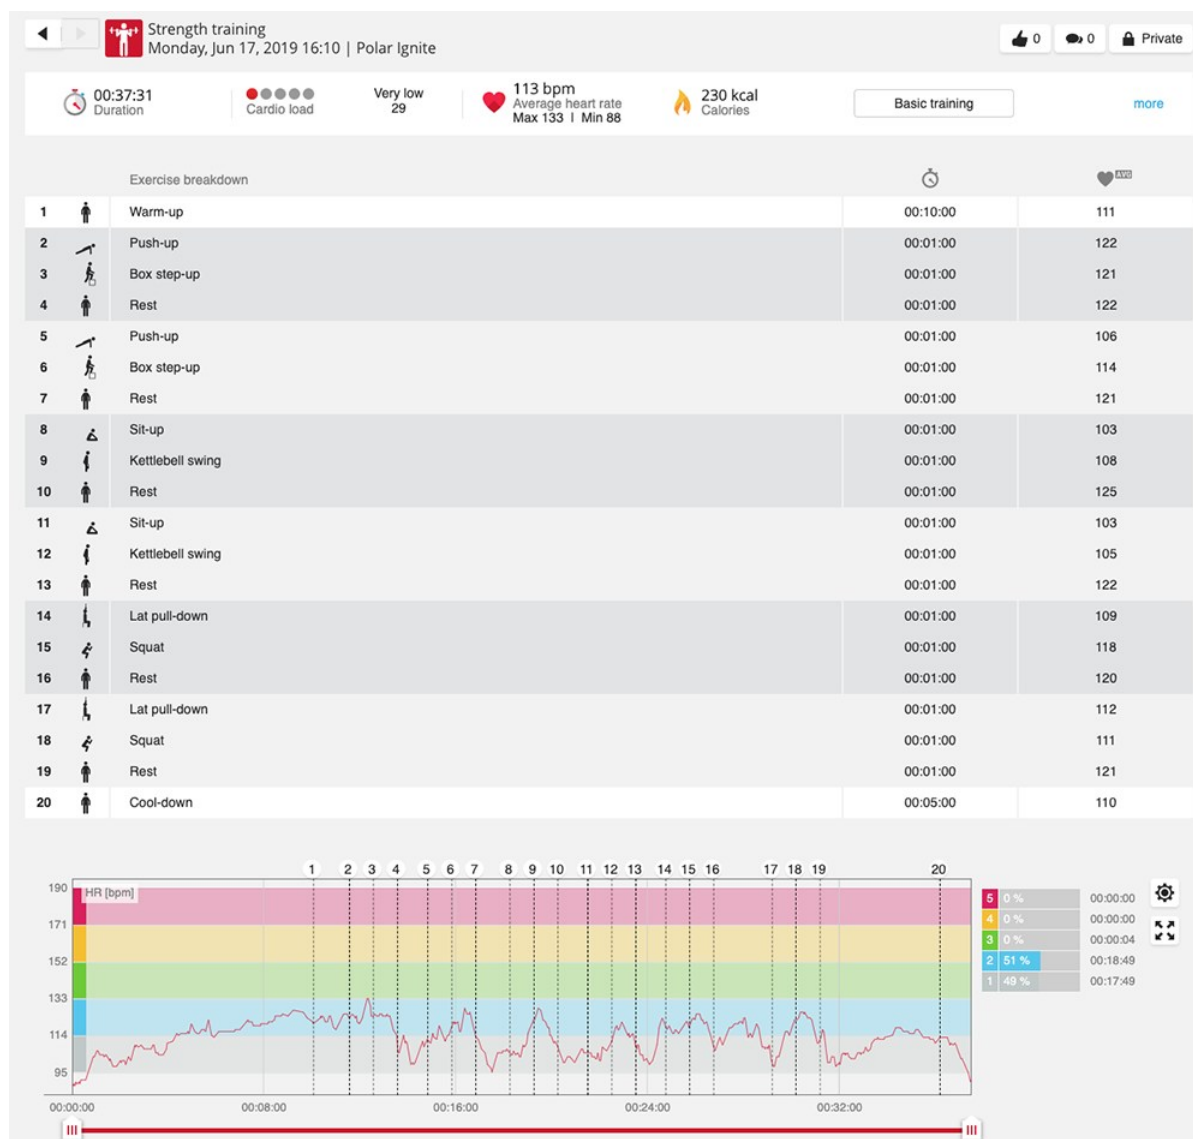 Strength training
Monday, Jun 17, 2019 16:10 | Polar Ignite
0 0 Private
00:37:31
Duration
Cardio load
Very low
29
113 bpm
Average heart rate
Max 133 | Min 88
230 kcal
Calories
Basic training
more
Exercise breakdown AVG
1 Warm-up 00:10:00 111
2 Push-up 00:01:00 122
3 Box step-up 00:01:00 121
4 Rest 00:01:00 122
5 Push-up 00:01:00 106
6 Box step-up 00:01:00 114
7 Rest 00:01:00 121
8 Sit-up 00:01:00 103
9 Kettlebell swing 00:01:00 108
10 Rest 00:01:00 125
11 Sit-up 00:01:00 103
12 Kettlebell swing 00:01:00 105
13 Rest 00:01:00 122
14 Lat pull-down 00:01:00 109
15 Squat 00:01:00 118
16 Rest 00:01:00 120
17 Lat pull-down 00:01:00 112
18 Squat 00:01:00 111
19 Rest 00:01:00 121
20 Cool-down 00:05:00 110
1 2 3 4 5 6 7 8 9 10 11 12 13 14 15 16 17 18 19 20
HR [bpm]
190
171
152
133
114
95
00:00:00 00:08:00 00:16:00 00:24:00 00:32:00
5 0 % 00:00:00
4 0 % 00:00:00
3 0 % 00:00:04
2 51 % 00:18:49
1 49 % 00:17:49